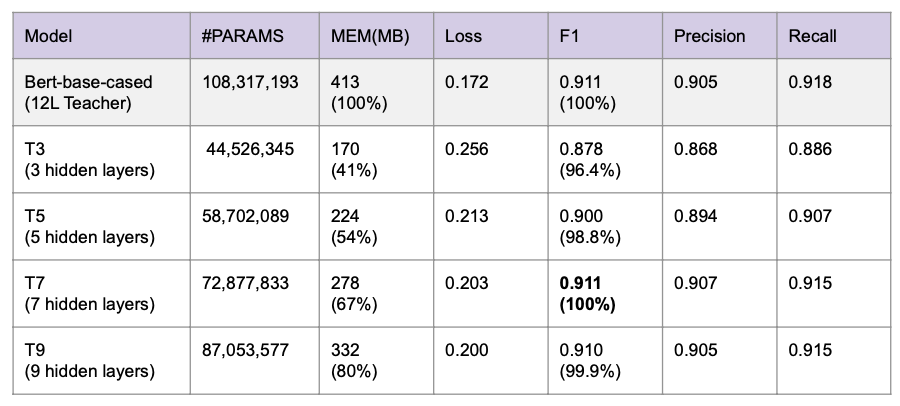 Model #PARAMS MEM(MB) Loss F1 Precision Recall
Bert-base-cased 108,317,193 413 0.172 0.911 0.905 0.918
(12L Teacher) (100%) (100%)
T3 44,526,345 170 0.256 0.878 0.868 0.886
(3 hidden layers) (41%) (96.4%)
T5 58,702,089 224 0.213 0.900 0.894 0.907
(5 hidden layers) (54%) (98.8%)
T7 72,877,833 278 0.203 0.911 0.907 0.915
(7 hidden layers) (67%) (100%)
T9 87,053,577 332 0.200 0.910 0.905 0.915
(9 hidden layers) (80%) (99.9%)